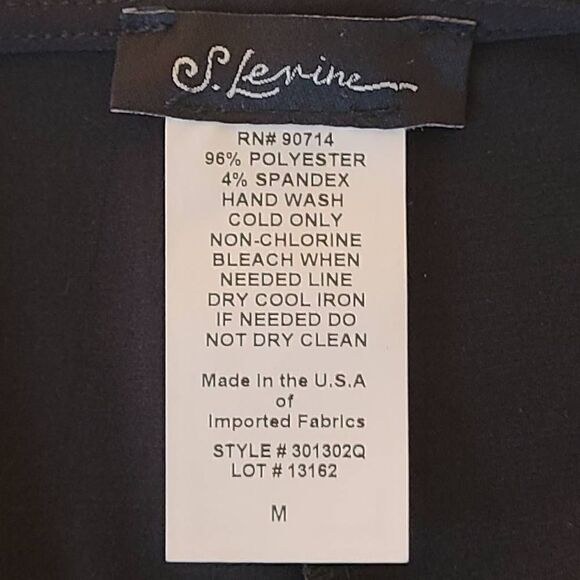 S. Levine
RN# 90714
96% POLYESTER
4% SPANDEX
HAND WASH
COLD ONLY
NON-CHLORINE
BLEACH WHEN
NEEDED LINE
DRY COOL IRON
IF NEEDED DO
NOT DRY CLEAN
Made In the U.S.A
of
Imported Fabrics
STYLE # 301302Q
LOT # 13162
M